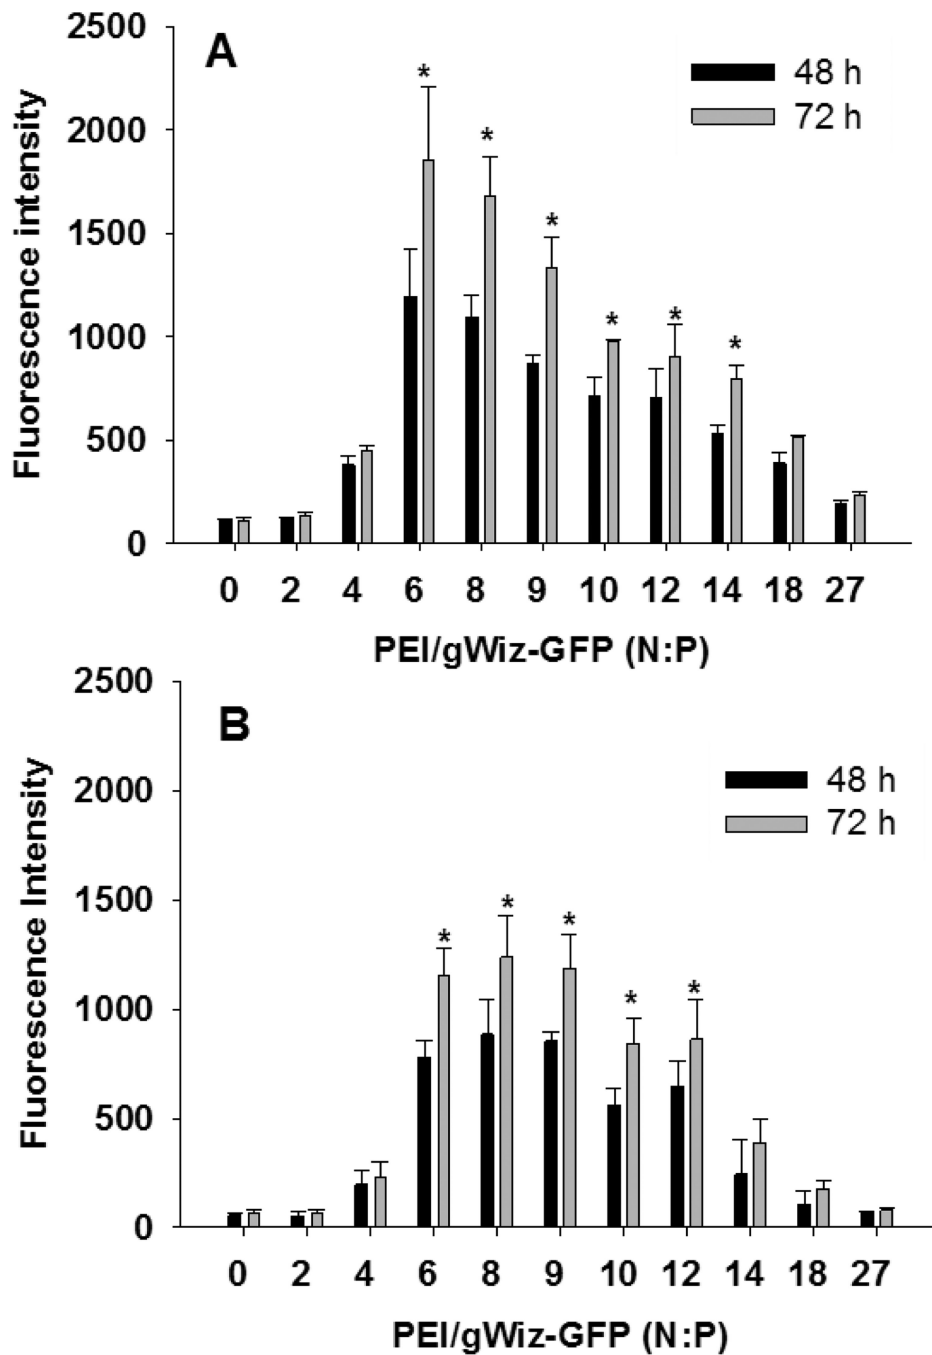 A
48 h
72 h
Fluorescence intensity
2500
2000
1500
1000
500
0
* * * * * *
0 2 4 6 8 9 10 12 14 18 27
PEI/gWiz-GFP (N:P)
B
48 h
72 h
Fluorescence Intensity
2500
2000
1500
1000
500
0
* * * * *
0 2 4 6 8 9 10 12 14 18 27
PEI/gWiz-GFP (N:P)